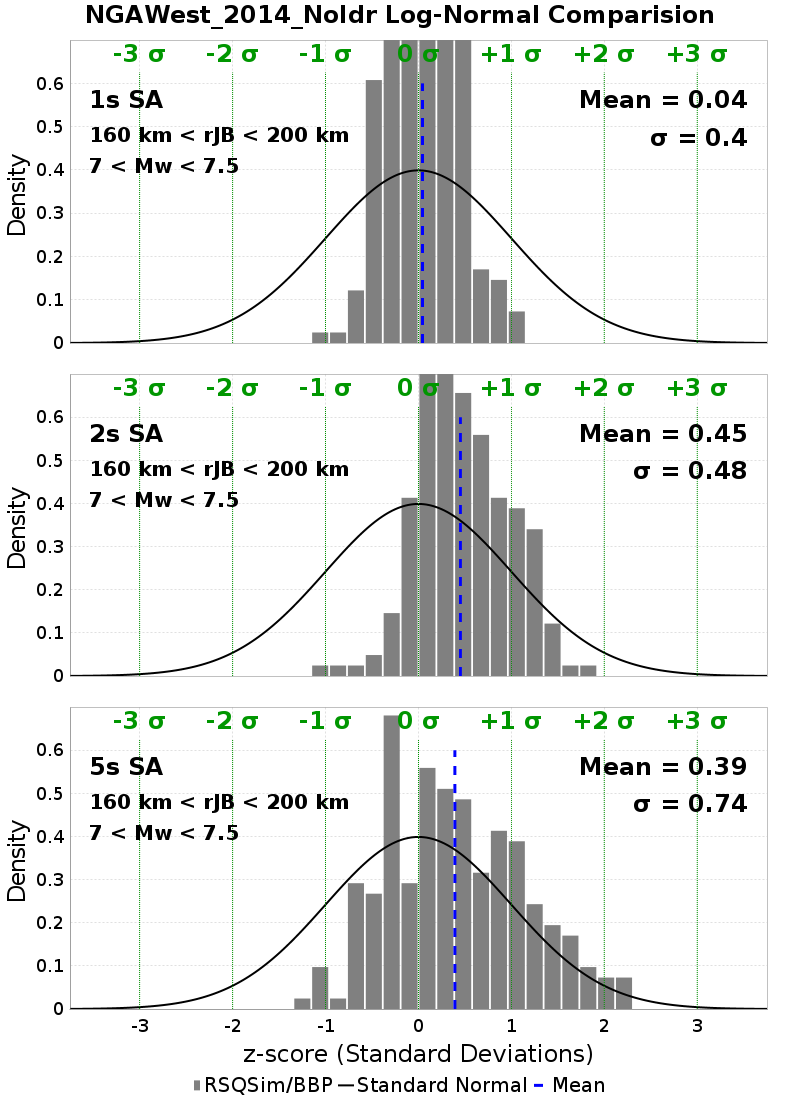 NGAWest_2014_NoIdr Log-Normal Comparision
-3 σ -2 σ -1 σ 0 σ +1 σ +2 σ +3 σ
1s SA
160 km < rJB < 200 km
7 < Mw < 7.5
Mean = 0.04
σ = 0.4
0.6
0.5
0.4
0.3
0.2
0.1
0
Density
-3 σ -2 σ -1 σ 0 σ +1 σ +2 σ +3 σ
2s SA
160 km < rJB < 200 km
7 < Mw < 7.5
Mean = 0.45
σ = 0.48
0.6
0.5
0.4
0.3
0.2
0.1
0
Density
-3 σ -2 σ -1 σ 0 σ +1 σ +2 σ +3 σ
5s SA
160 km < rJB < 200 km
7 < Mw < 7.5
Mean = 0.39
σ = 0.74
0.6
0.5
0.4
0.3
0.2
0.1
0
Density
-3 -2 -1 0 1 2 3
z-score (Standard Deviations)
RSQSim/BBP Standard Normal Mean